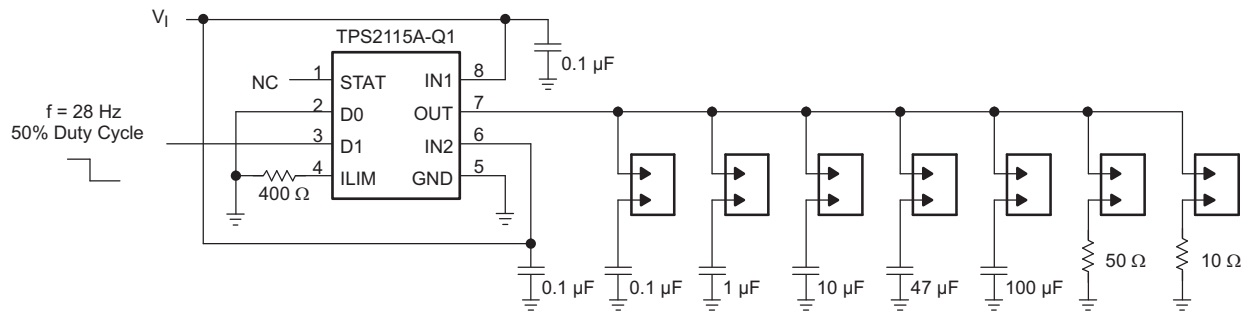 VI
TPS2115A-Q1
0.1 µF
NC
1
STAT
IN1
8
f = 28 Hz
50% Duty Cycle
2
D0
OUT
7
3
D1
IN2
6
400 Ω
4
ILIM
GND
5
0.1 µF
0.1 µF
1 µF
10 µF
47 µF
100 µF
50 Ω
10 Ω